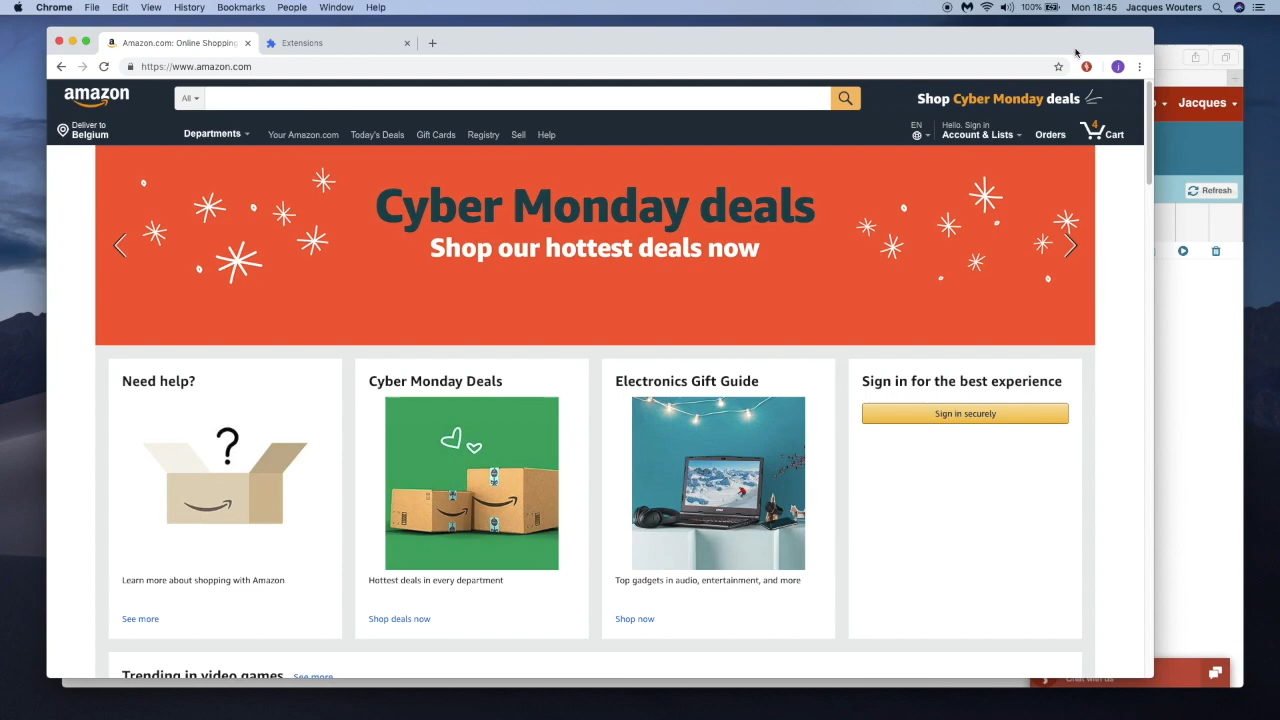 Chrome File Edit View History Bookmarks People Window Help 100% Mon 18:45 Jacques Wouters
Amazon.com: Online Shopping Extensions
https://www.amazon.com j
amazon All Shop Cyber Monday deals
Deliver to
Belgium
Departments Your Amazon.com Today's Deals Gift Cards Registry Sell Help
EN
Hello. Sign in
Account & Lists Orders 4 Cart
Jacques
Refresh
Cyber Monday deals
Shop our hottest deals now
Need help?
?
Learn more about shopping with Amazon
See more
Cyber Monday Deals
Hottest deals in every department
Shop deals now
Electronics Gift Guide
Top gadgets in audio, entertainment, and more
Shop now
Sign in for the best experience
Sign in securely
Trending in video games See more
Chat with us